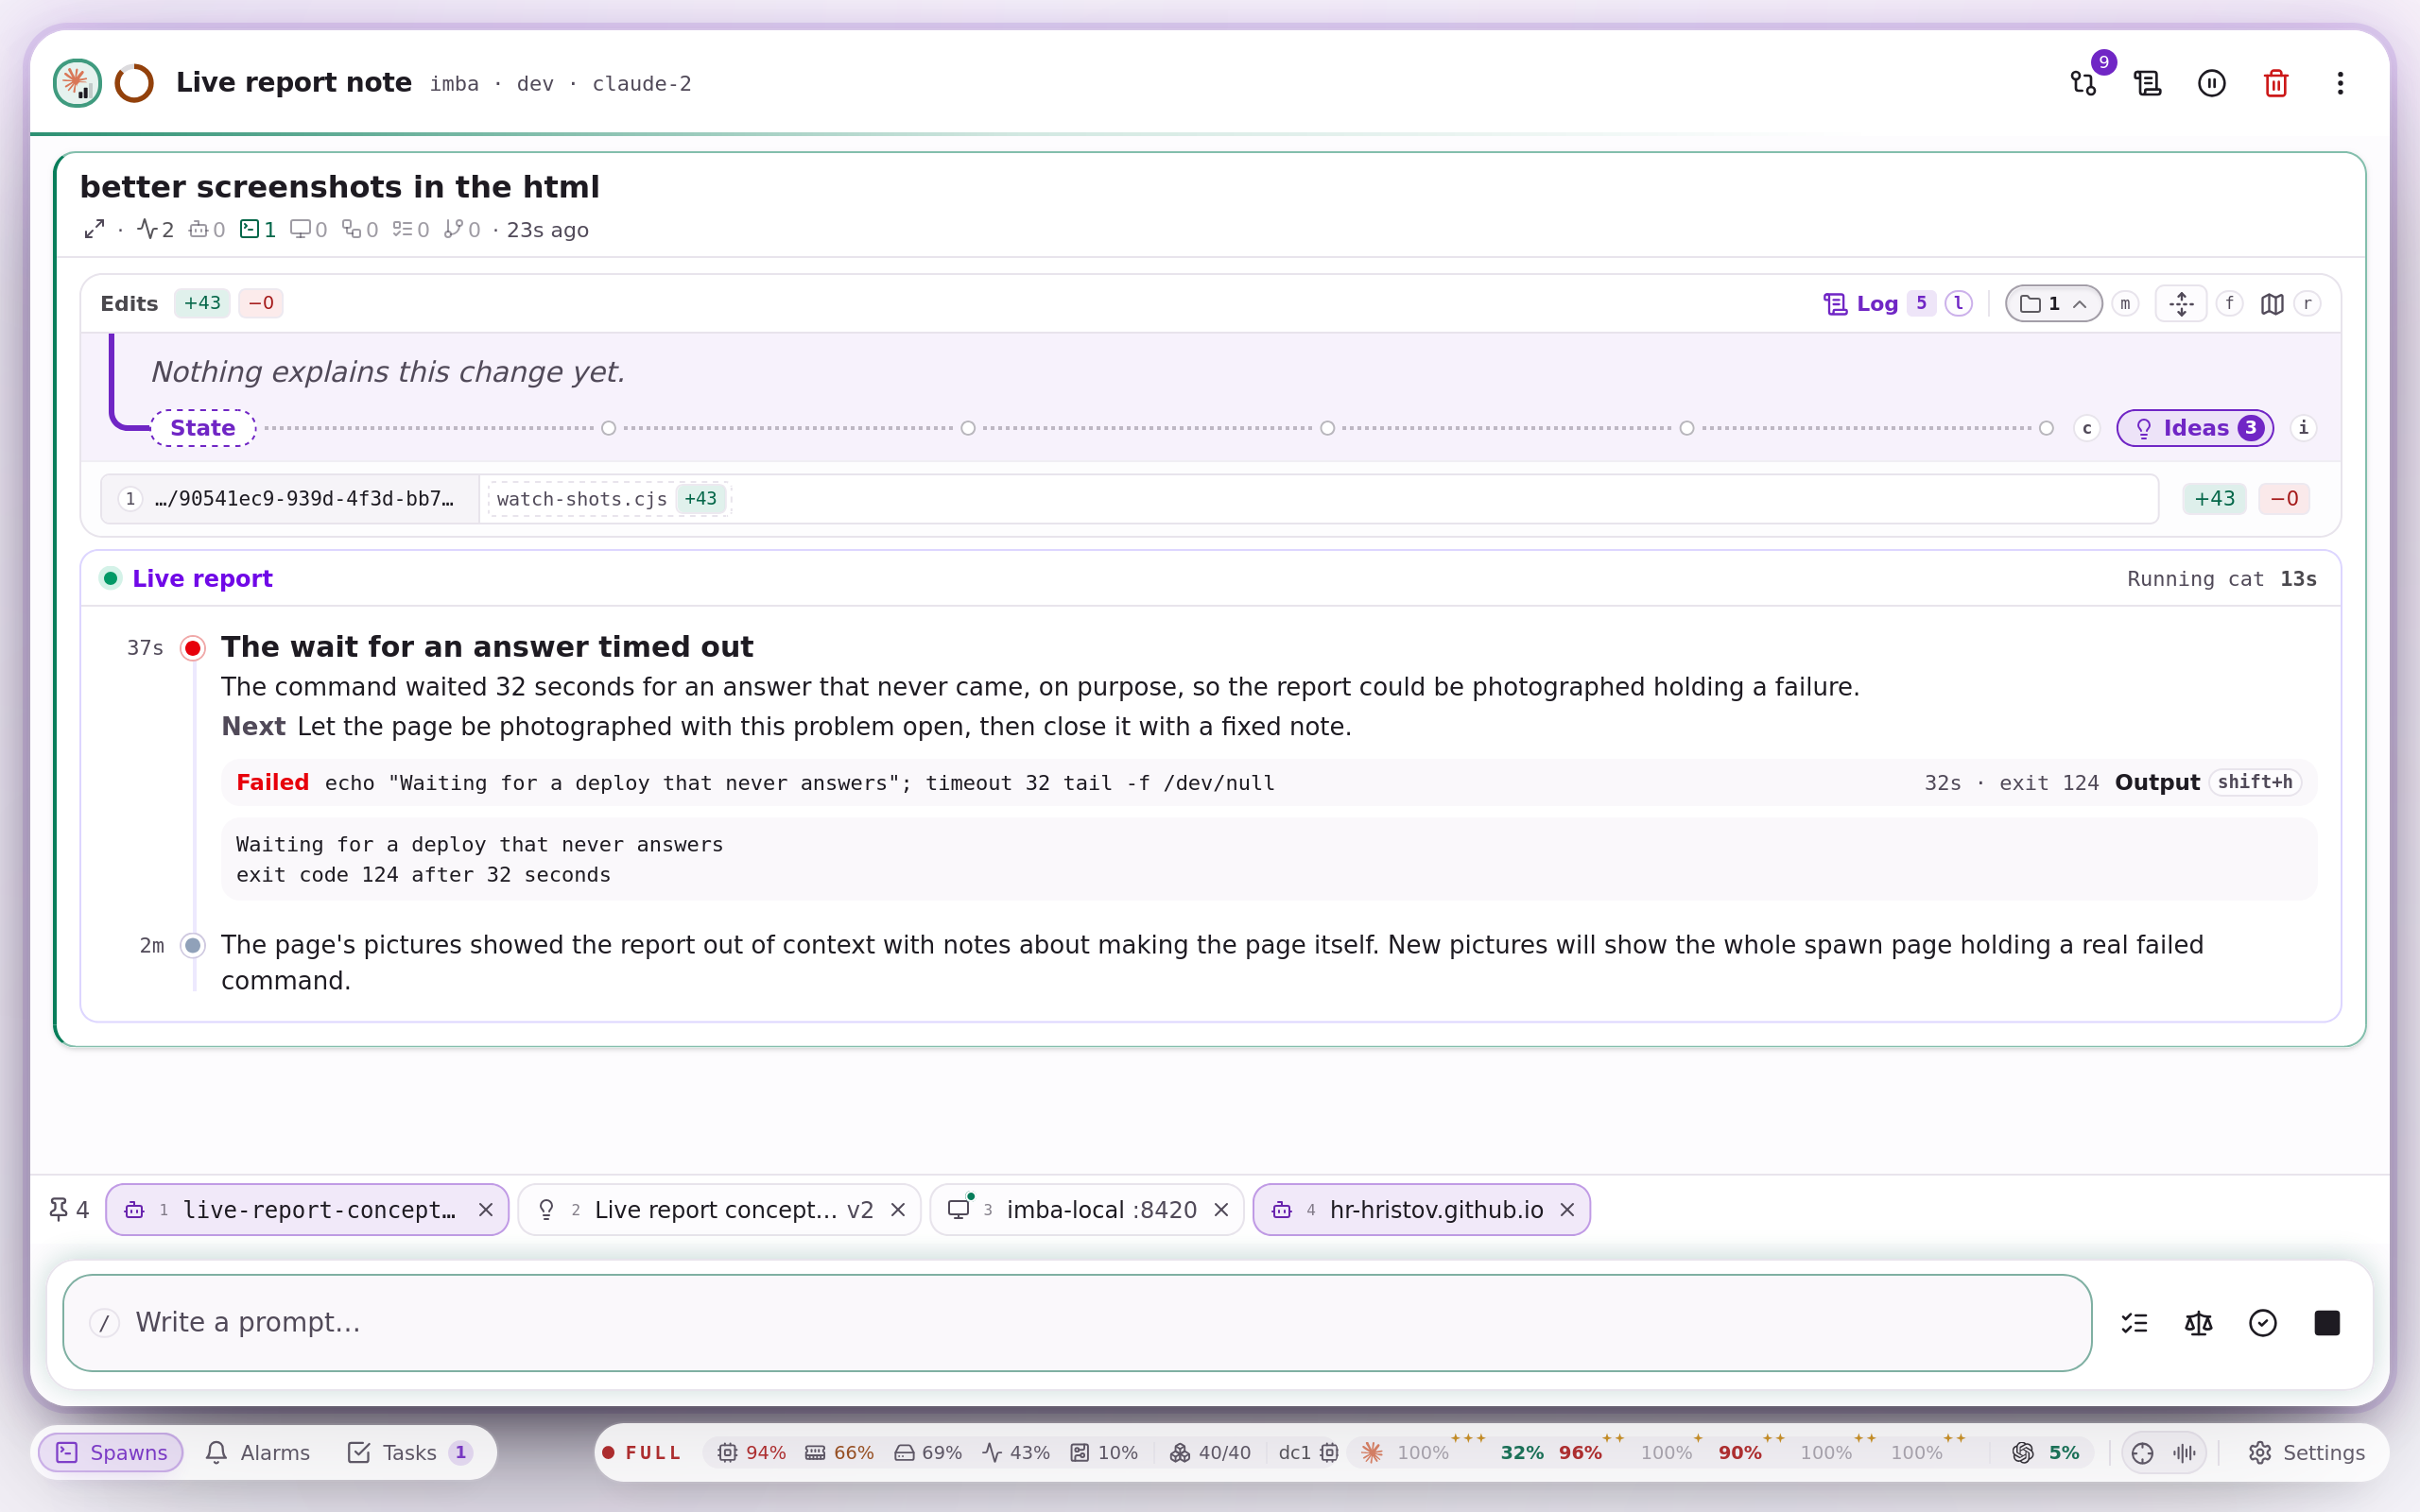 Live report note imba · dev · claude-2 9
better screenshots in the html
· 2 0 1 0 0 0 0 · 23s ago
Edits +43 −0 Log 5 l 1 m f r
Nothing explains this change yet.
State c Ideas 3 i
1 …/90541ec9-939d-4f3d-bb7… watch-shots.cjs +43 +43 −0
Live report Running cat 13s
37s The wait for an answer timed out
The command waited 32 seconds for an answer that never came, on purpose, so the report could be photographed holding a failure.
Next Let the page be photographed with this problem open, then close it with a fixed note.
Failed echo "Waiting for a deploy that never answers"; timeout 32 tail -f /dev/null 32s · exit 124 Output shift+h
Waiting for a deploy that never answers
exit code 124 after 32 seconds
2m The page's pictures showed the report out of context with notes about making the page itself. New pictures will show the whole spawn page holding a real failed
command.
4 1 live-report-concept… 2 Live report concept… v2 3 imba-local :8420 4 hr-hristov.github.io
/ Write a prompt…
Spawns Alarms Tasks 1 FULL 94% 66% 69% 43% 10% 40/40 dc1 100% 32% 96% 100% 90% 100% 100% 5% Settings